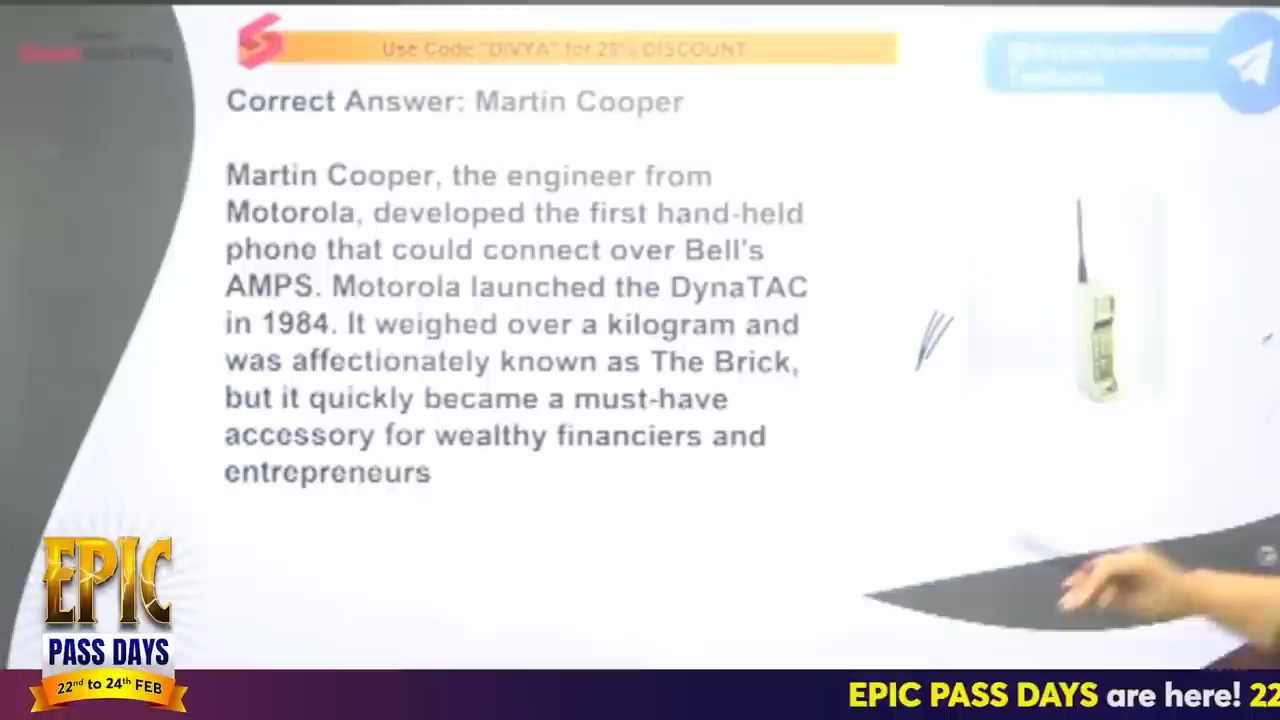 Use Code "DIVYA" for 25% DISCOUNT
Correct Answer: Martin Cooper
Martin Cooper, the engineer from
Motorola, developed the first hand-held
phone that could connect over Bell's
AMPS. Motorola launched the DynaTAC
in 1984. It weighed over a kilogram and
was affectionately known as The Brick,
but it quickly became a must-have
accessory for wealthy financiers and
entrepreneurs
EPIC
PASS DAYS
22nd to 24th FEB
EPIC PASS DAYS are here! 22